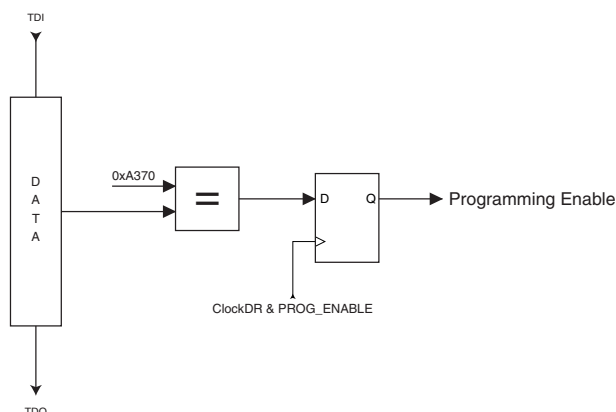 TDI
D
A
T
A
0xA370
=
D
Q
Programming Enable
ClockDR & PROG_ENABLE
TDO